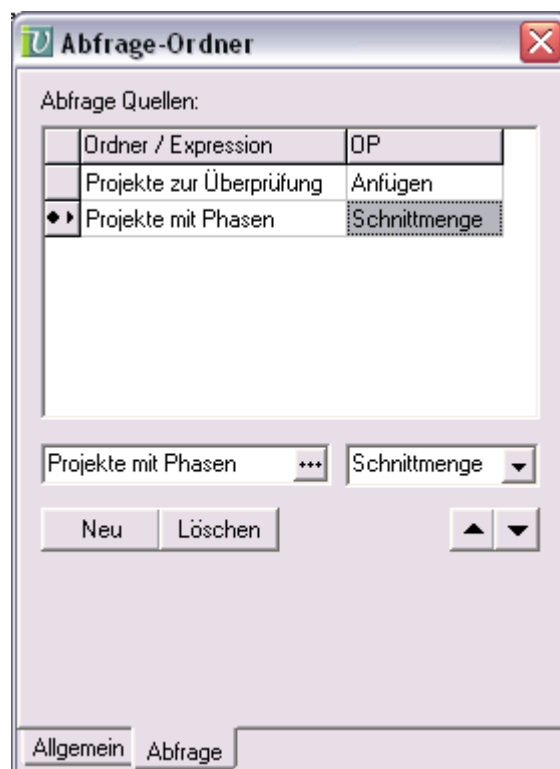 Abfrage-Ordner
Abfrage Quellen:
Ordner / Expression OP
Projekte zur Überprüfung Anfügen
Projekte mit Phasen Schnittmenge
Projekte mit Phasen ... Schnittmenge
Neu Löschen
Allgemein Abfrage